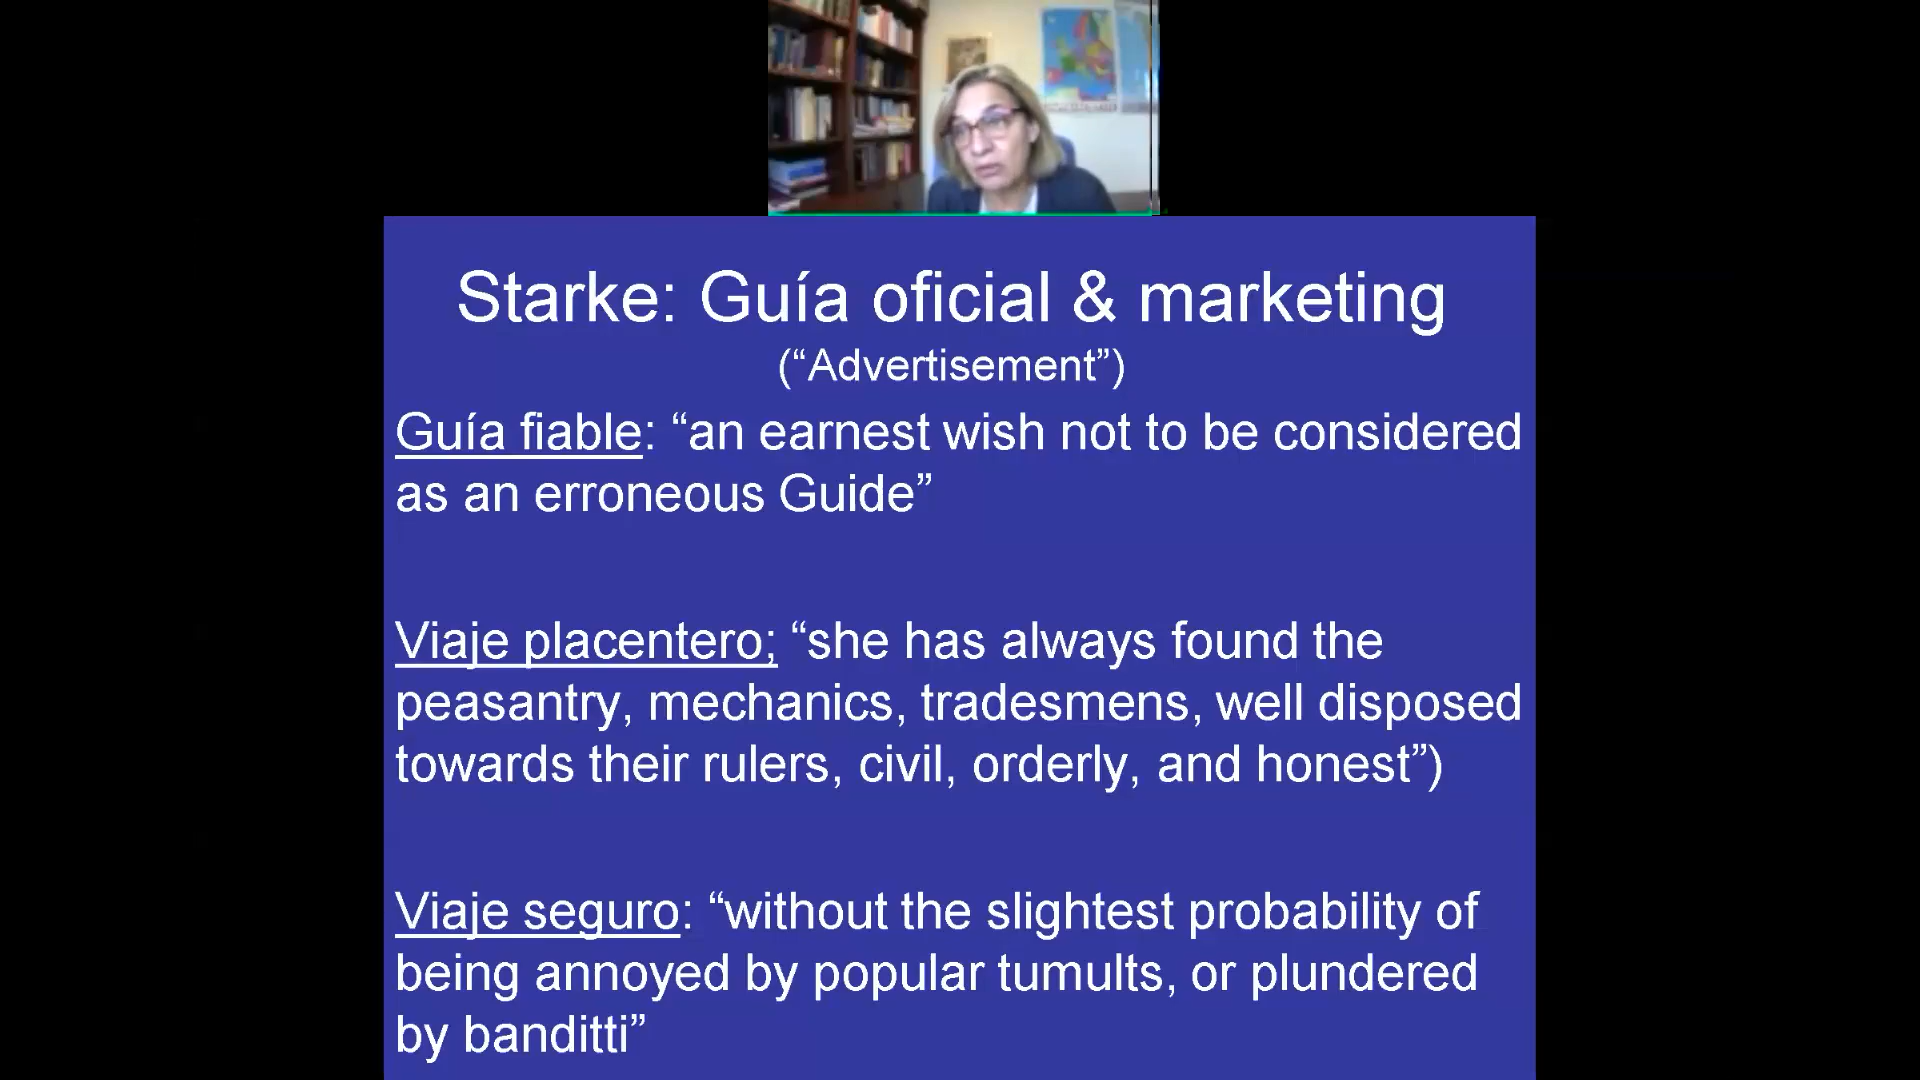 Starke: Guía oficial & marketing
(“Advertisement”)
Guía fiable: “an earnest wish not to be considered
as an erroneous Guide”
Viaje placentero; “she has always found the
peasantry, mechanics, tradesmens, well disposed
towards their rulers, civil, orderly, and honest”)
Viaje seguro: “without the slightest probability of
being annoyed by popular tumults, or plundered
by banditti”